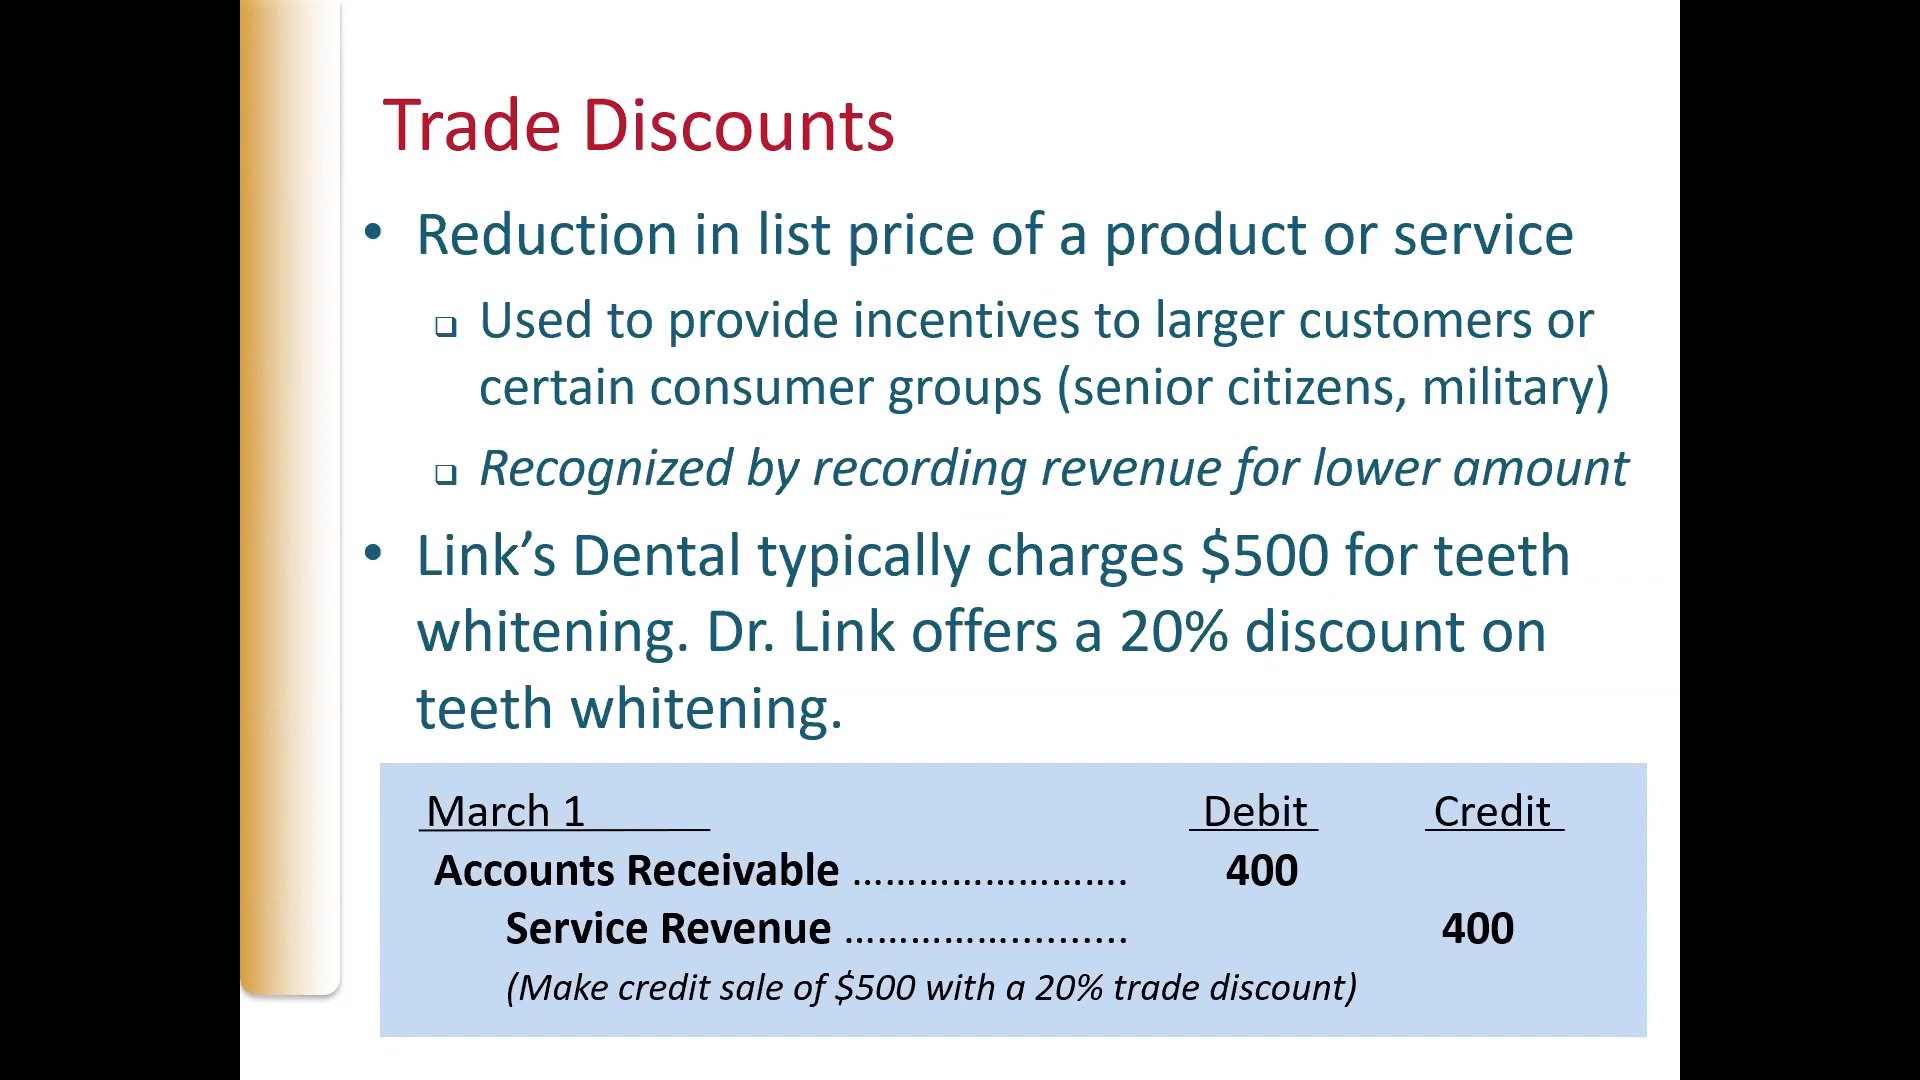 Trade Discounts
• Reduction in list price of a product or service
❑ Used to provide incentives to larger customers or
certain consumer groups (senior citizens, military)
❑ Recognized by recording revenue for lower amount
• Link’s Dental typically charges $500 for teeth
whitening. Dr. Link offers a 20% discount on
teeth whitening.
March 1 Debit Credit
Accounts Receivable ……………………. 400
Service Revenue ……………......... 400
(Make credit sale of $500 with a 20% trade discount)